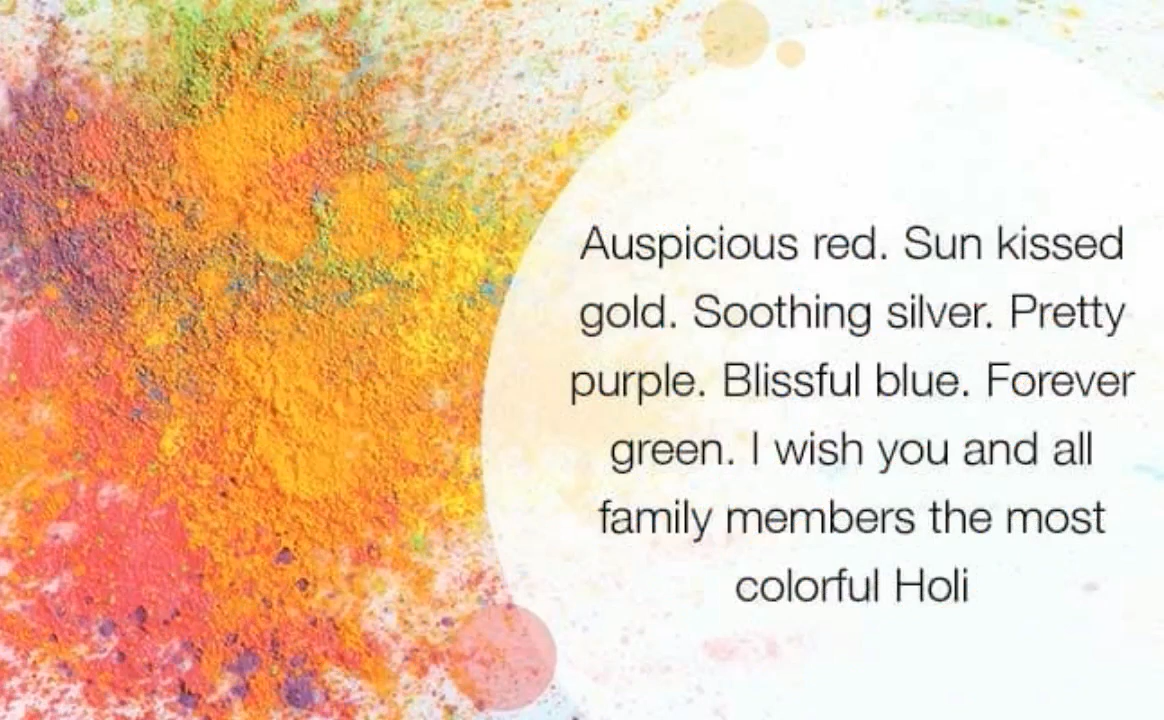 Auspicious red. Sun kissed
gold. Soothing silver. Pretty
purple. Blissful blue. Forever
green. I wish you and all
family members the most
colorful Holi